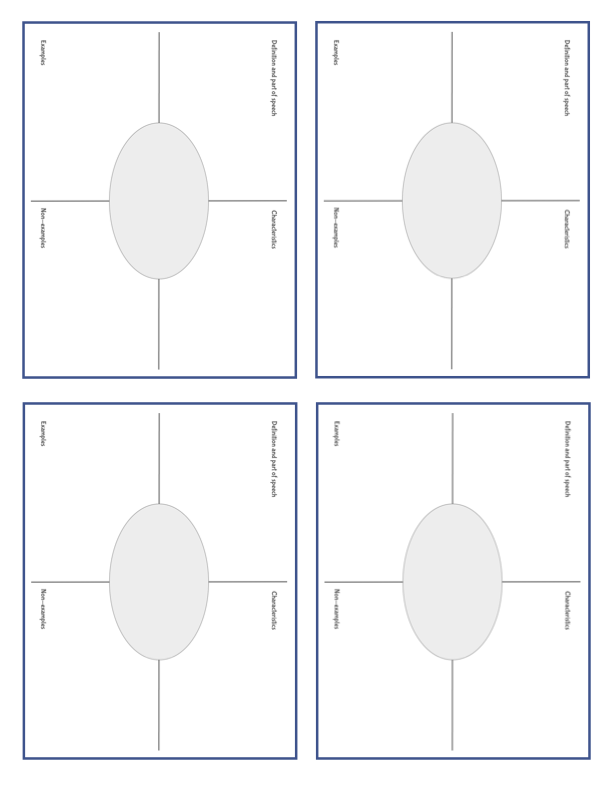 Definition and part of speech
Characteristics
Examples
Non-examples
Definition and part of speech
Characteristics
Examples
Non-examples
Definition and part of speech
Characteristics
Examples
Non-examples
Definition and part of speech
Characteristics
Examples
Non-examples